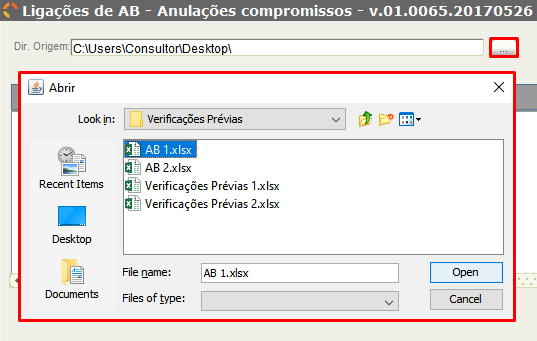 Ligações de AB - Anulações compromissos - v.01.0065.20170526
Dir. Origem: C:\Users\Consultor\Desktop\ ...
Abrir
Look in: Verificações Prévias
AB 1.xlsx
AB 2.xlsx
Verificações Prévias 1.xlsx
Verificações Prévias 2.xlsx
Recent Items
Desktop
Documents
File name: AB 1.xlsx Open
Files of type: Cancel